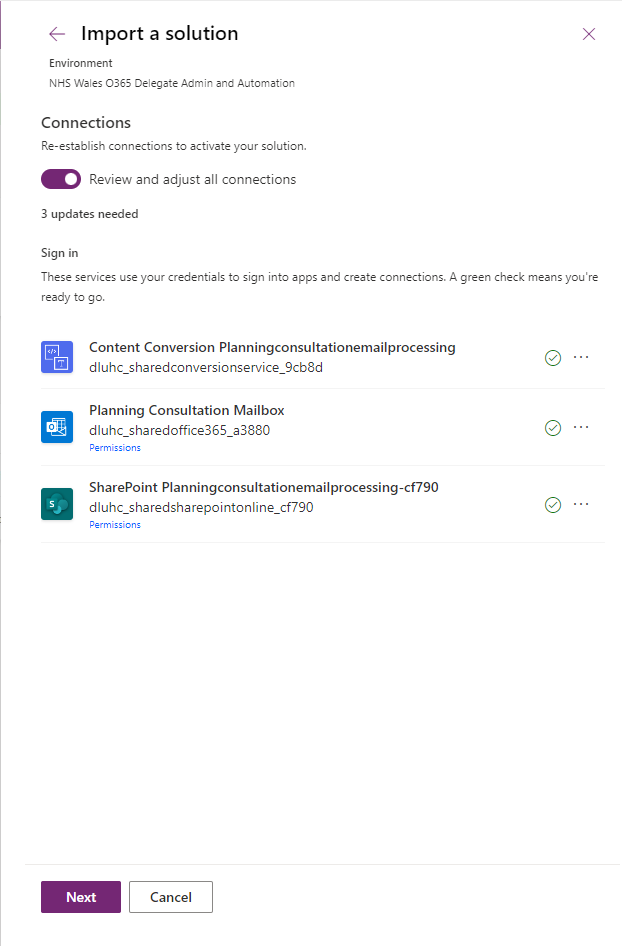 Import a solution
Environment
NHS Wales O365 Delegate Admin and Automation
Connections
Re-establish connections to activate your solution.
Review and adjust all connections
3 updates needed
Sign in
These services use your credentials to sign into apps and create connections. A green check means you're
ready to go.
Content Conversion Planningconsultationemailprocessing
dluhc_sharedconversionservice_9cb8d
Planning Consultation Mailbox
dluhc_sharedoffice365_a3880
Permissions
SharePoint Planningconsultationemailprocessing-cf790
dluhc_sharedsharepointonline_cf790
Permissions
Next
Cancel